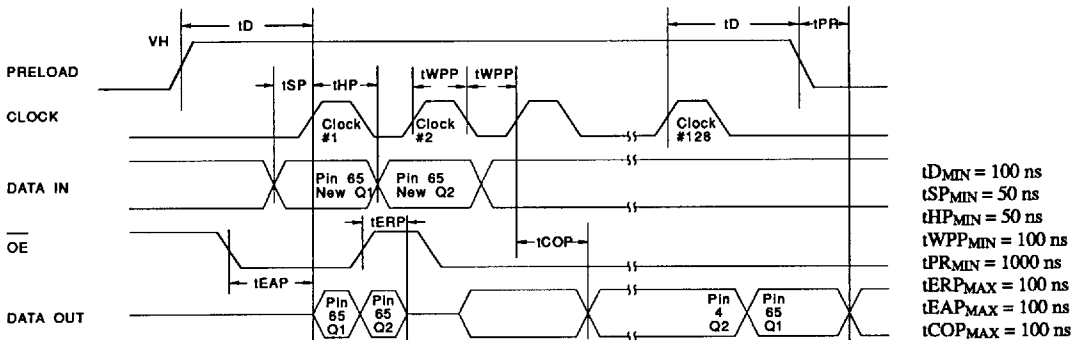 tD
tD
tPR
VH
PRELOAD
tSP
tHP
tWPP
tWPP
CLOCK
Clock
#1
Clock
#2
Clock
#128
DATA IN
Pin 65
New Q1
Pin 65
New Q2
tDMIN = 100 ns
tSPMIN = 50 ns
tHPMIN = 50 ns
tWPPMIN = 100 ns
tPRMIN = 1000 ns
tERPMAX = 100 ns
tEAPMAX = 100 ns
tCOPMAX = 100 ns
OE
tERP
tCOP
tEAP
DATA OUT
Pin
65
Q1
Pin
65
Q2
Pin
4
Q2
Pin
65
Q1